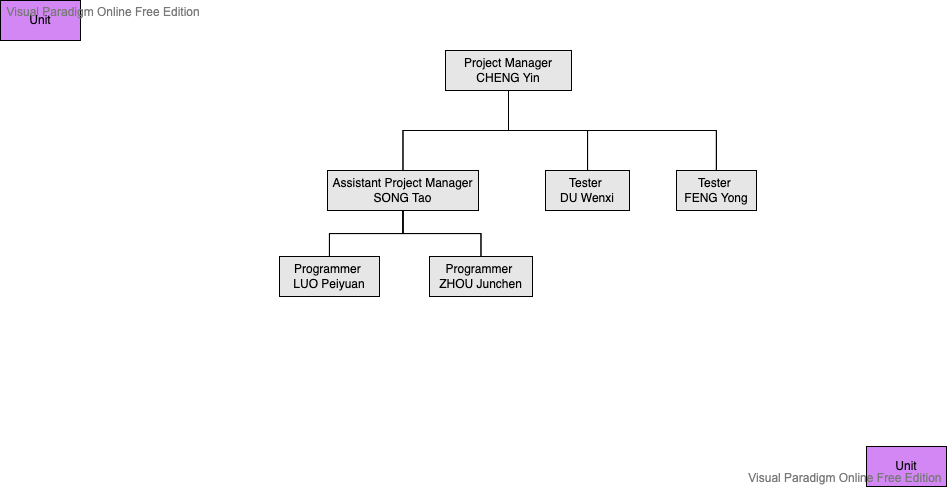 Visual Paradigm Online Free Edition
Unit
Project Manager
CHENG Yin
Assistant Project Manager
SONG Tao
Tester
DU Wenxi
Tester
FENG Yong
Programmer
LUO Peiyuan
Programmer
ZHOU Junchen
Unit
Visual Paradigm Online Free Edition